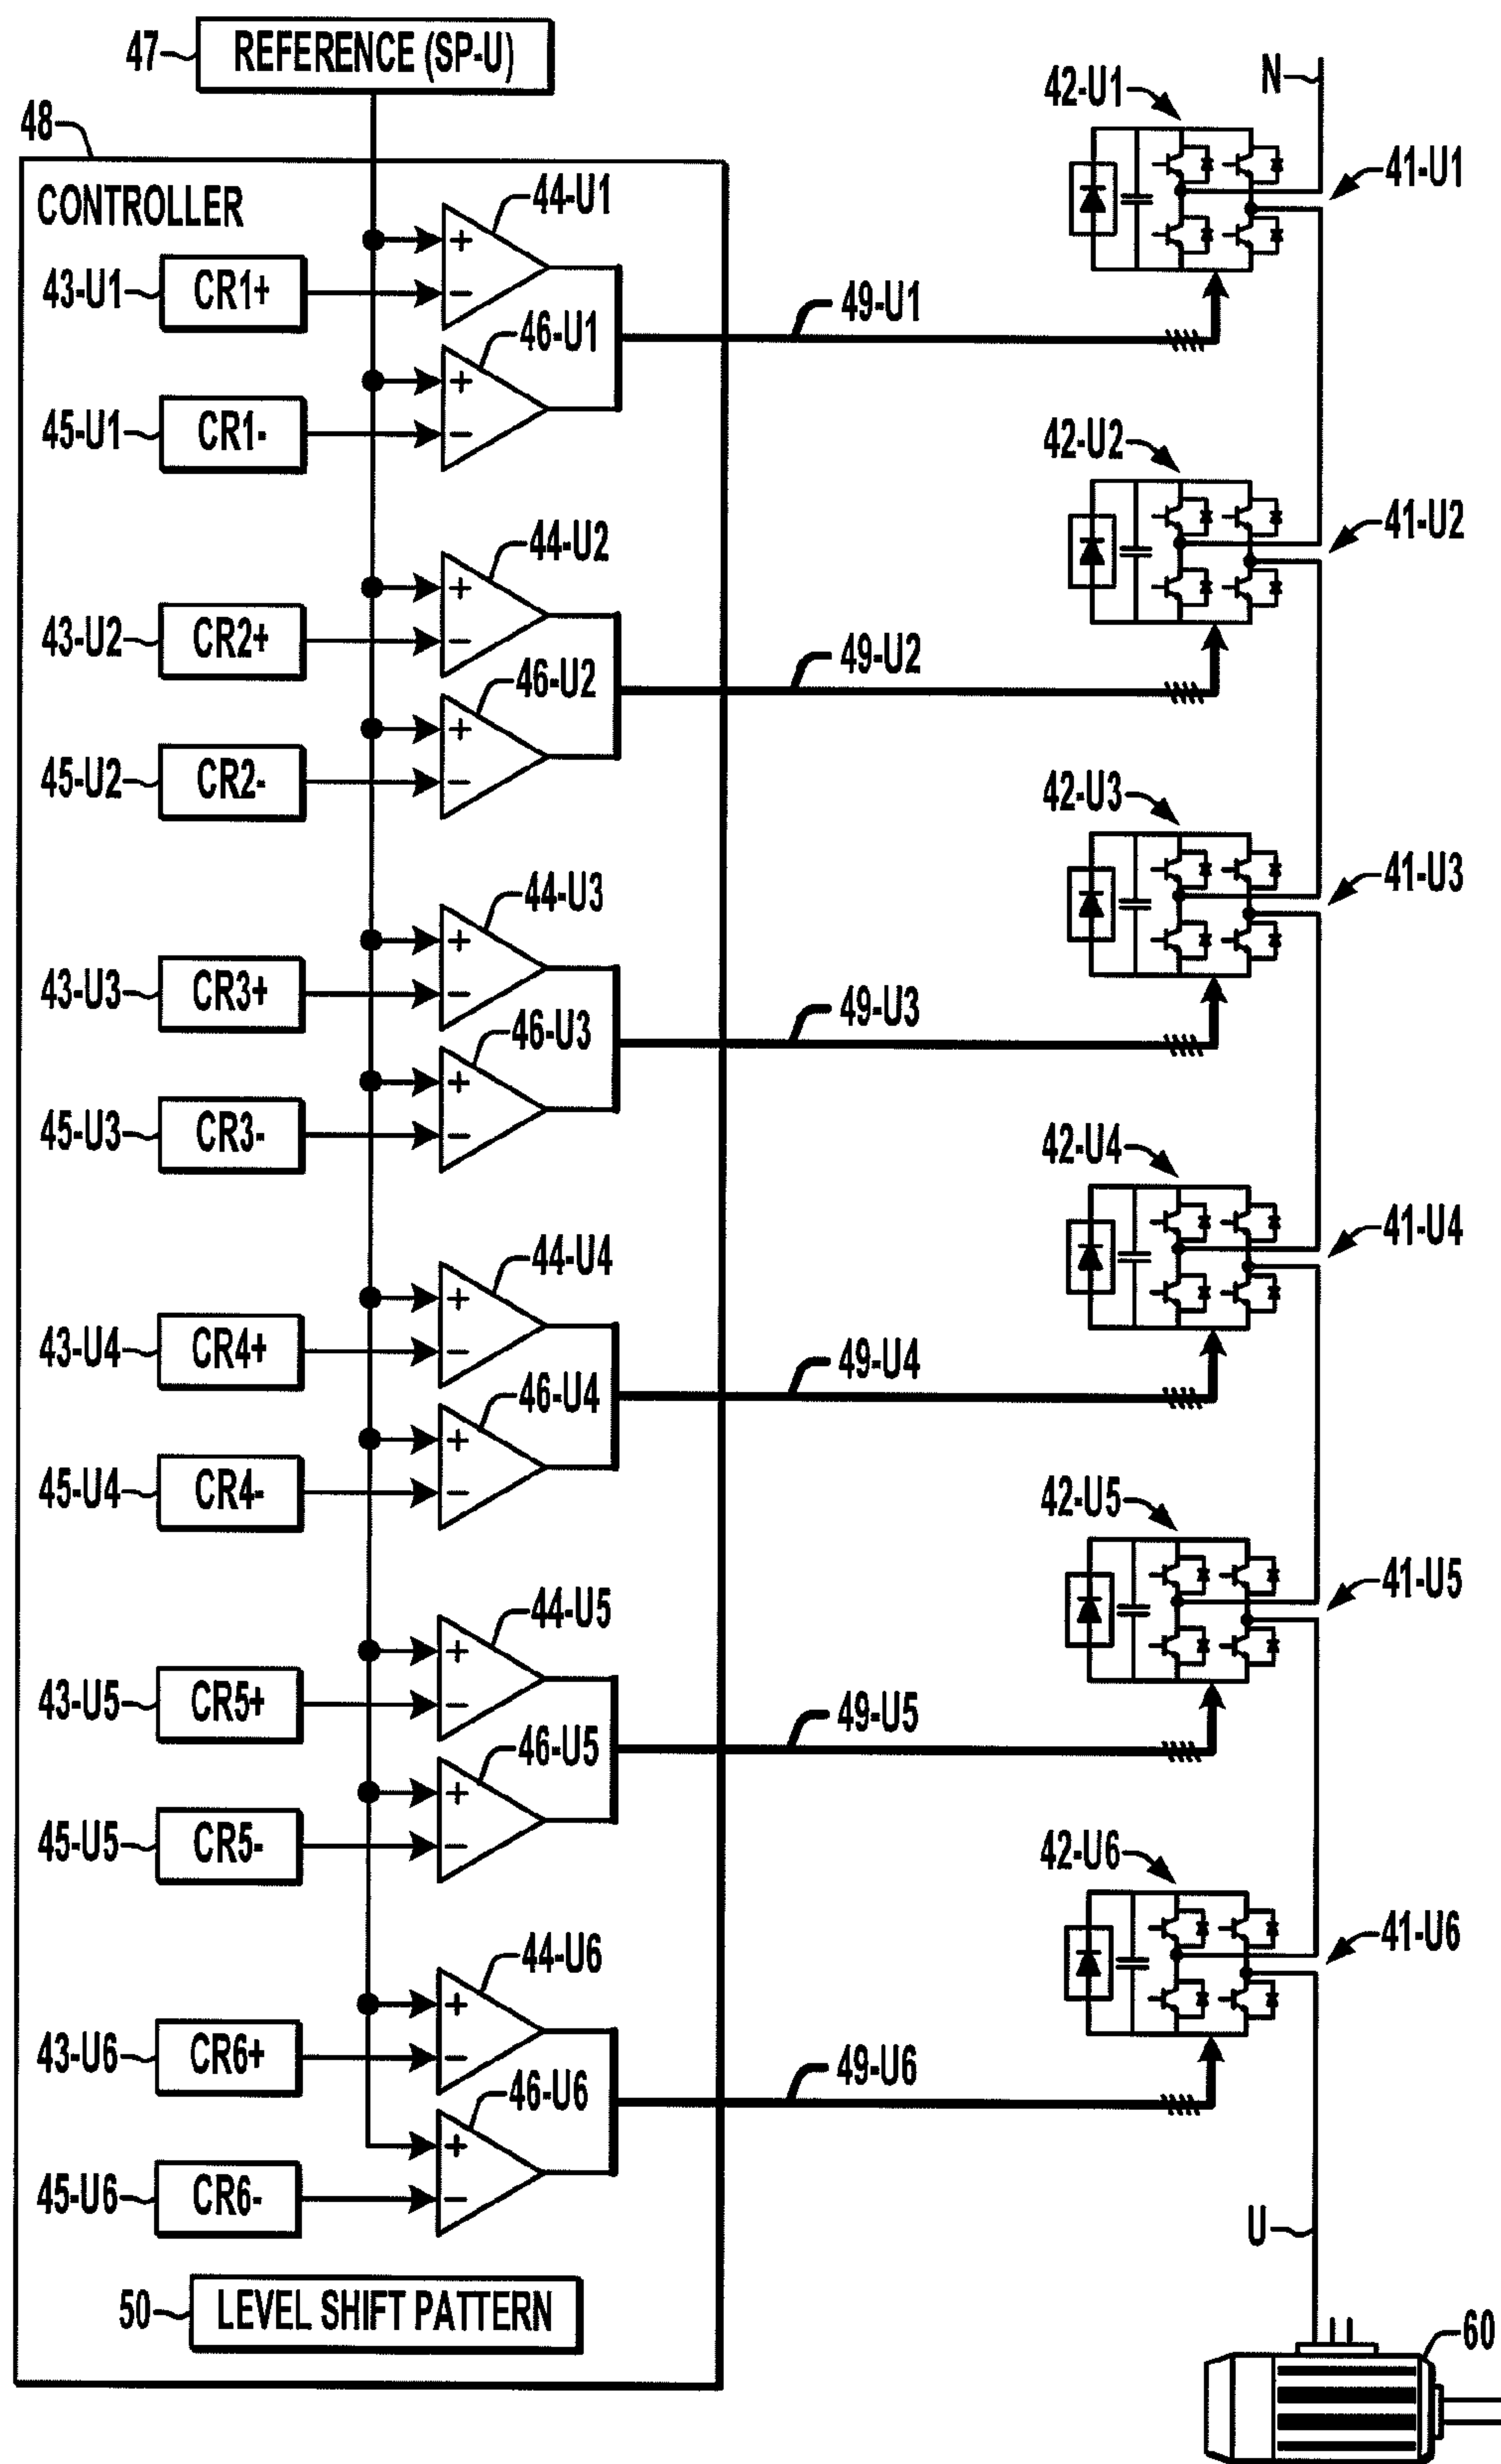 47 REFERENCE (SP-U)
N
42-U1
48
41-U1
CONTROLLER
44-U1
+
43-U1 CR1+ −
49-U1
46-U1
+
45-U1 CR1- −
42-U2
41-U2
44-U2
+
43-U2 CR2+ −
49-U2
46-U2
+
45-U2 CR2- −
42-U3
41-U3
44-U3
+
43-U3 CR3+ −
49-U3
46-U3
+
45-U3 CR3- −
42-U4
41-U4
44-U4
+
43-U4 CR4+ −
49-U4
46-U4
+
45-U4 CR4- −
42-U5
41-U5
44-U5
+
43-U5 CR5+ −
49-U5
46-U5
+
45-U5 CR5- −
42-U6
41-U6
44-U6
+
43-U6 CR6+ −
49-U6
46-U6
+
45-U6 CR6- −
U
50 LEVEL SHIFT PATTERN
60